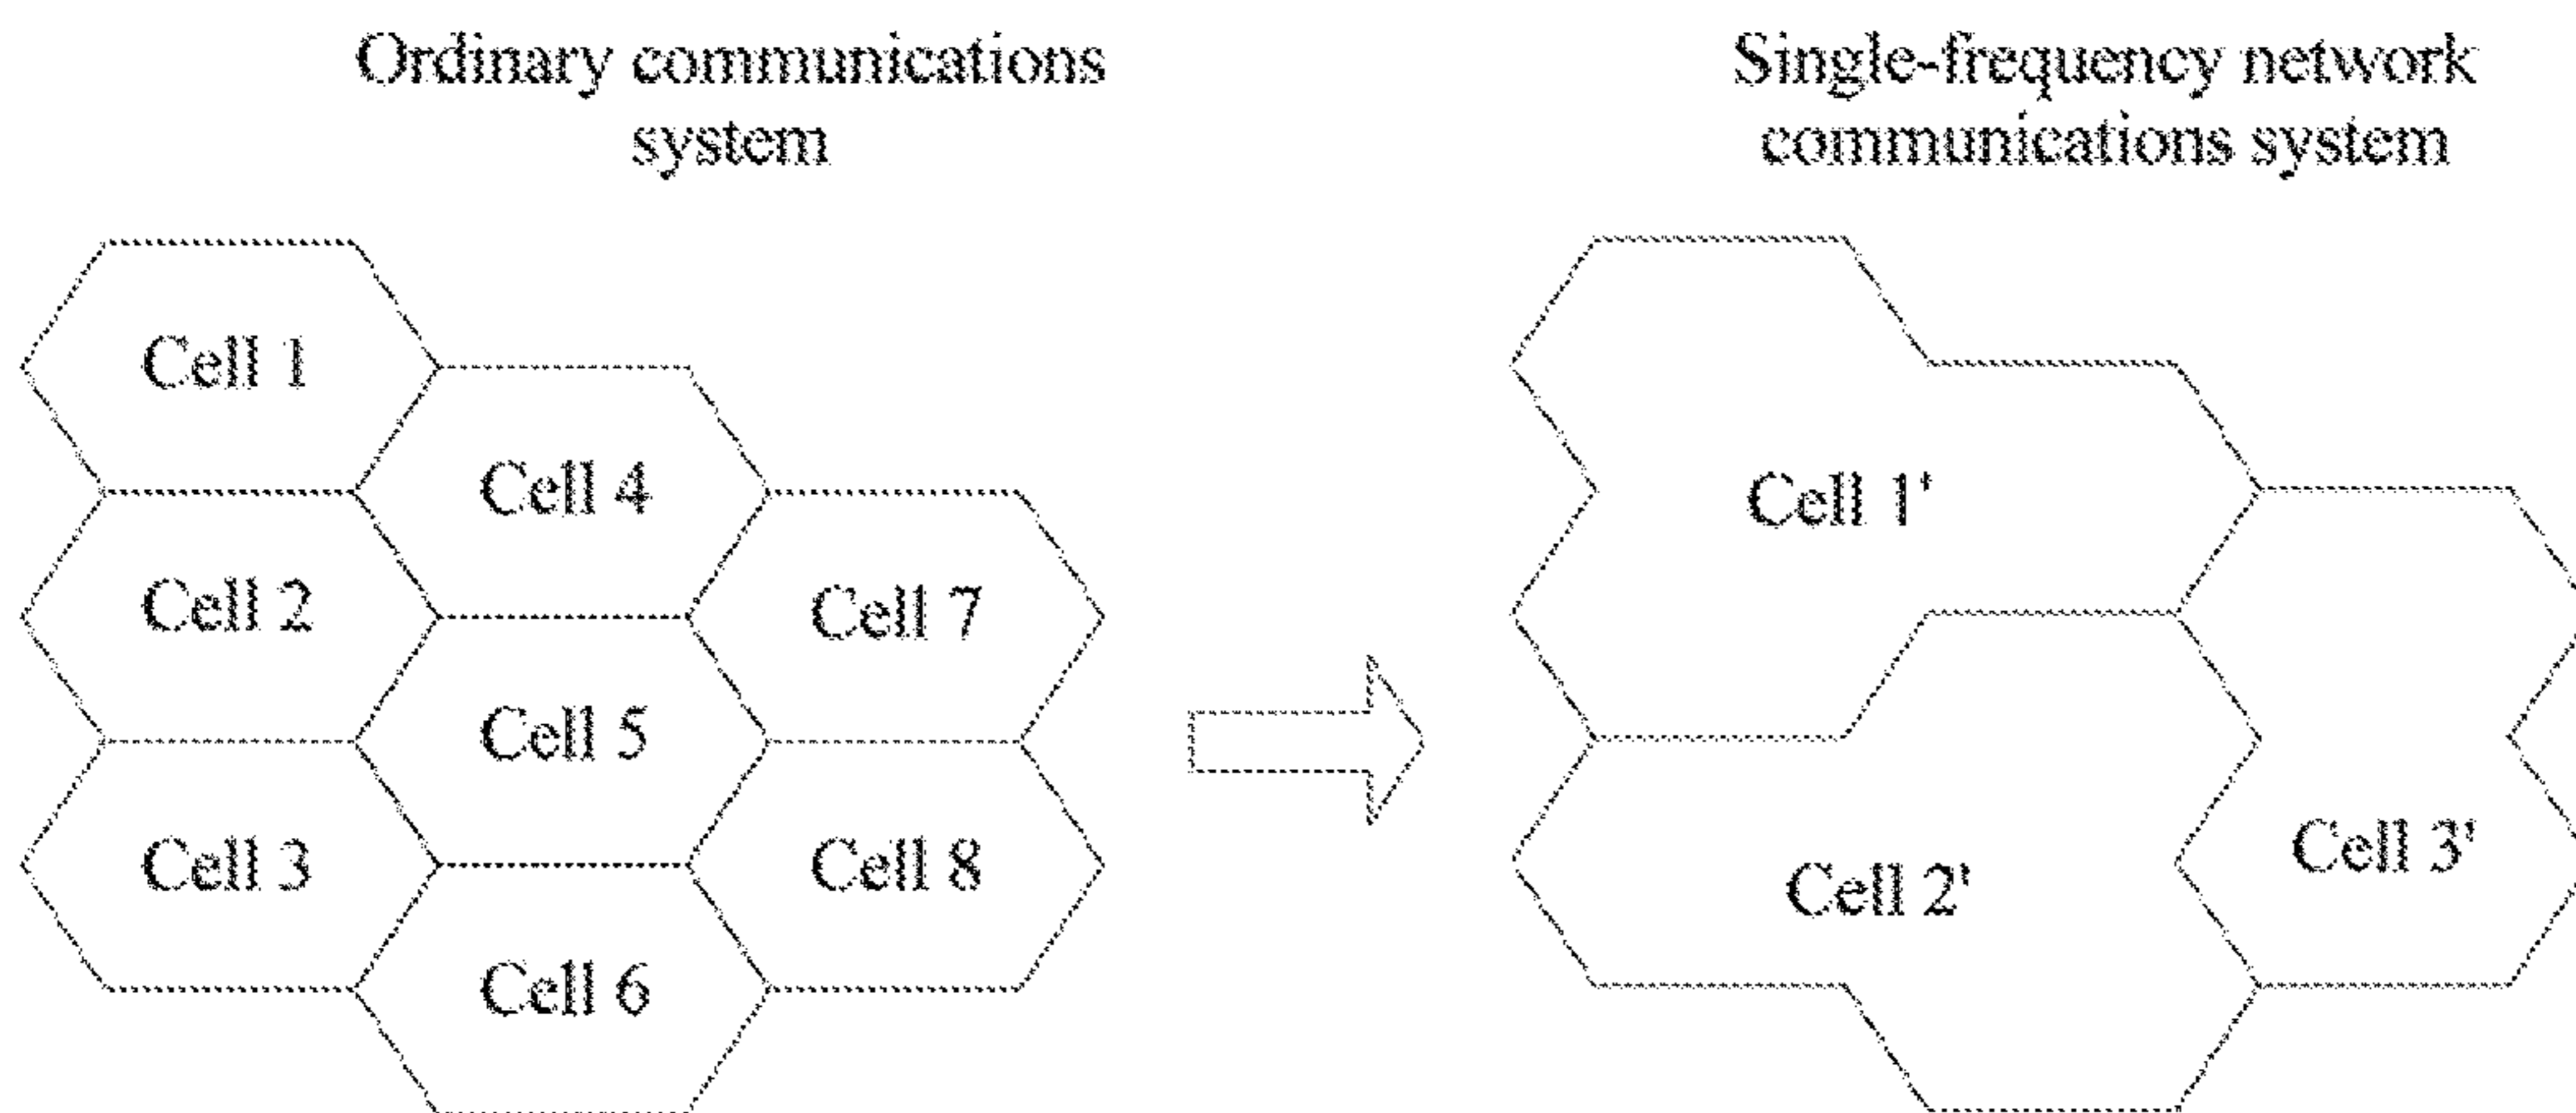 Ordinary communications
system
Single-frequency network
communications system
Cell 1
Cell 4
Cell 2
Cell 7
Cell 5
Cell 3
Cell 8
Cell 6
Cell 1'
Cell 3'
Cell 2'